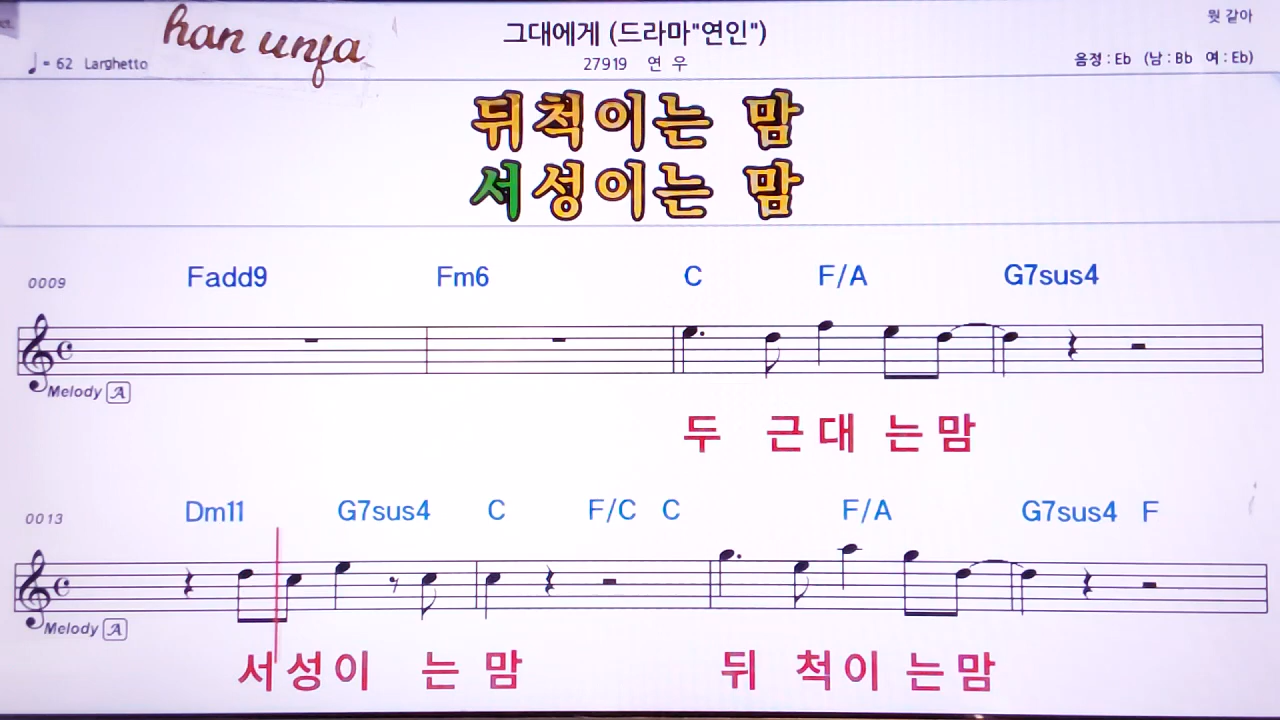 han unfa
그대에게 (드라마"연인")
뭣 같아
♩= 62 Larghetto
27919 연 우
음정 : Eb (남 : Bb 여 : Eb)
뒤척이는 맘
서성이는 맘
0009 Fadd9 Fm6 C F/A G7sus4
Melody A
두 근대 는맘
0013 Dm11 G7sus4 C F/C C F/A G7sus4 F
Melody A
서성이 는 맘 뒤 척이 는맘